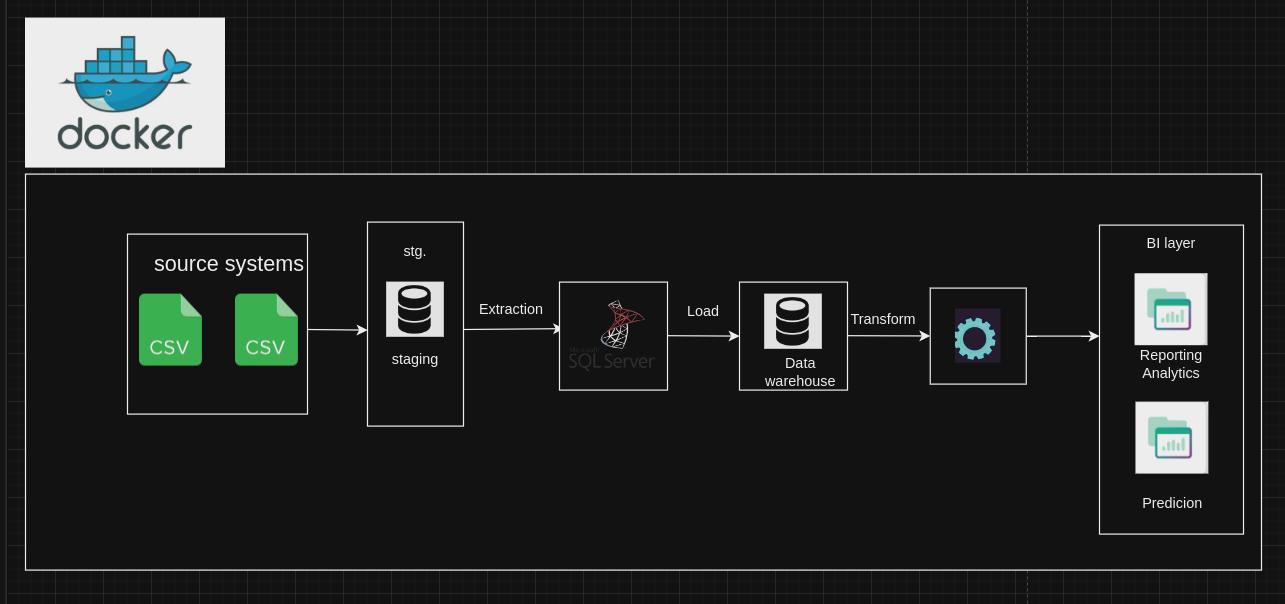 docker
source systems
CSV
CSV
stg.
staging
Extraction
Microsoft
SQL Server
Load
Data
warehouse
Transform
BI layer
Reporting
Analytics
Predicion